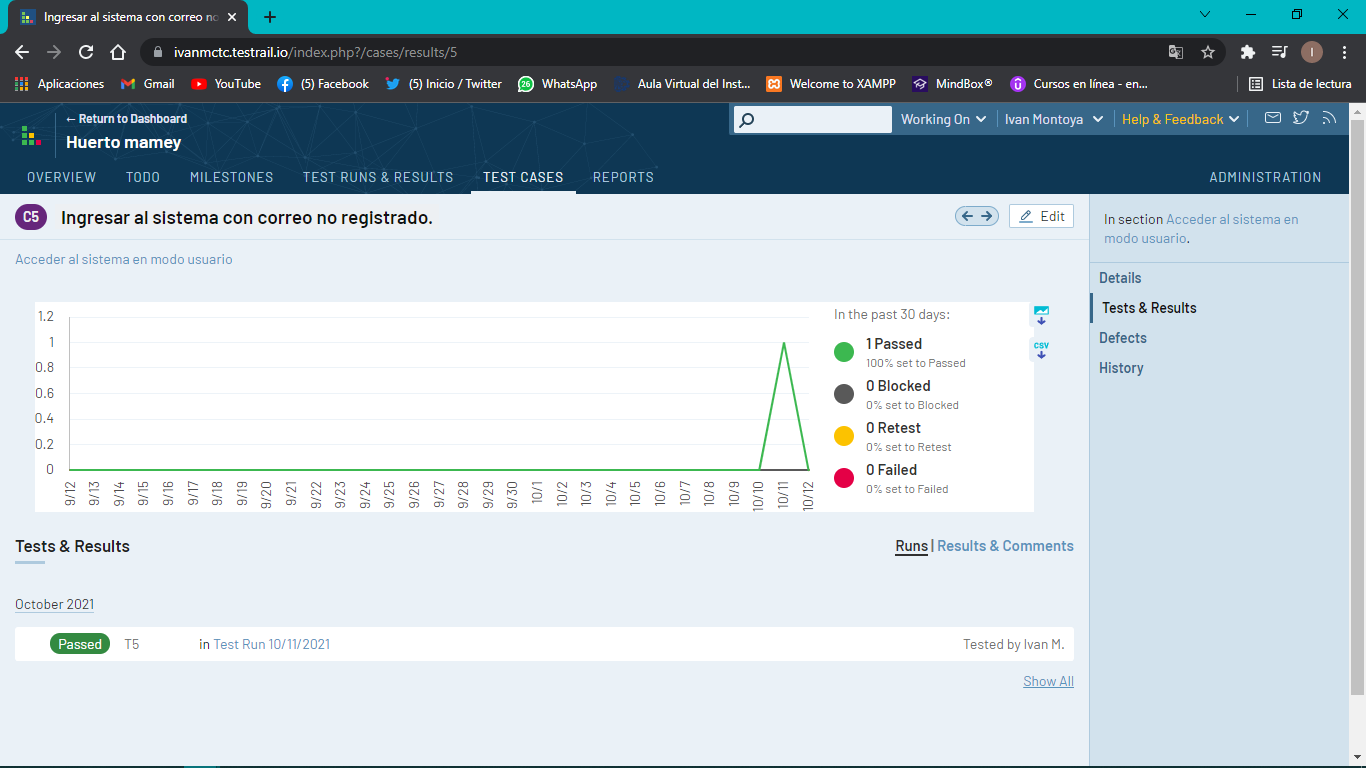 Ingresar al sistema con correo no
ivanmctc.testrail.io/index.php?/cases/results/5
I
Aplicaciones
Gmail
YouTube
(5) Facebook
(5) Inicio / Twitter
26
WhatsApp
Aula Virtual del Inst...
Welcome to XAMPP
MindBox®
Cursos en línea - en...
Lista de lectura
← Return to Dashboard
Huerto mamey
Working On
Ivan Montoya
Help & Feedback
OVERVIEW
TODO
MILESTONES
TEST RUNS & RESULTS
TEST CASES
REPORTS
ADMINISTRATION
C5
Ingresar al sistema con correo no registrado.
Edit
Acceder al sistema en modo usuario
In section Acceder al sistema en
modo usuario.
Details
Tests & Results
Defects
History
1.2
1
0.8
0.6
0.4
0.2
0
9/12
9/13
9/14
9/15
9/16
9/17
9/18
9/19
9/20
9/21
9/22
9/23
9/24
9/25
9/26
9/27
9/28
9/29
9/30
10/1
10/2
10/3
10/4
10/5
10/6
10/7
10/8
10/9
10/10
10/11
10/12
In the past 30 days:
1 Passed
100% set to Passed
0 Blocked
0% set to Blocked
0 Retest
0% set to Retest
0 Failed
0% set to Failed
CSV
Tests & Results
Runs | Results & Comments
October 2021
Passed
T5
in Test Run 10/11/2021
Tested by Ivan M.
Show All